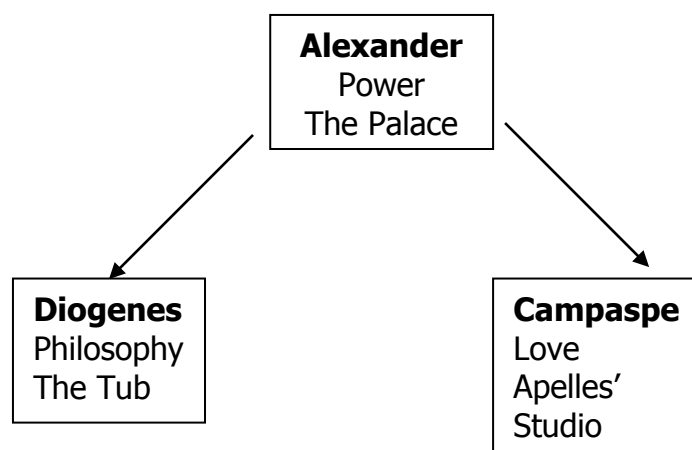 Alexander
Power
The Palace
Diogenes
Philosophy
The Tub
Campaspe
Love
Apelles’
Studio